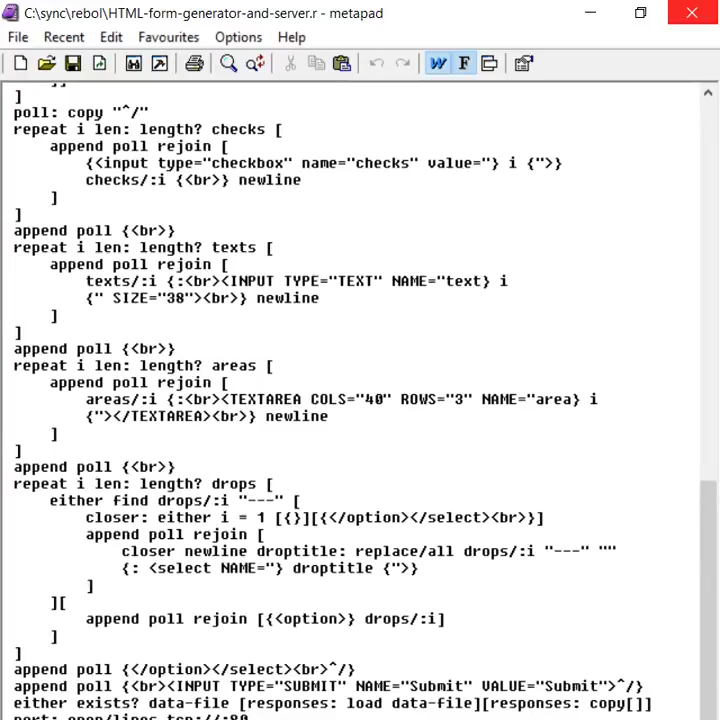 C:\sync\rebol\HTML-form-generator-and-server.r - metapad
File Recent Edit Favourites Options Help
W F
]]
]
poll: copy "^/"
repeat i len: length? checks [
    append poll rejoin [
        {<input type="checkbox" name="checks" value="} i {">}
        checks/:i {<br>} newline
    ]
]
append poll {<br>}
repeat i len: length? texts [
    append poll rejoin [
        texts/:i {:<br><INPUT TYPE="TEXT" NAME="text} i
        {" SIZE="38"><br>} newline
    ]
]
append poll {<br>}
repeat i len: length? areas [
    append poll rejoin [
        areas/:i {:<br><TEXTAREA COLS="40" ROWS="3" NAME="area} i
        {"></TEXTAREA><br>} newline
    ]
]
append poll {<br>}
repeat i len: length? drops [
    either find drops/:i "---" [
        closer: either i = 1 [{}][{</option></select><br>}]
        append poll rejoin [
            closer newline droptitle: replace/all drops/:i "---" ""
            {: <select NAME="} droptitle {">}
        ]
    ][
        append poll rejoin [{<option>} drops/:i]
    ]
]
append poll {</option></select><br>^/}
append poll {<br><INPUT TYPE="SUBMIT" NAME="Submit" VALUE="Submit">^/}
either exists? data-file [responses: load data-file][responses: copy[]]
port: open/lines tcp://:80